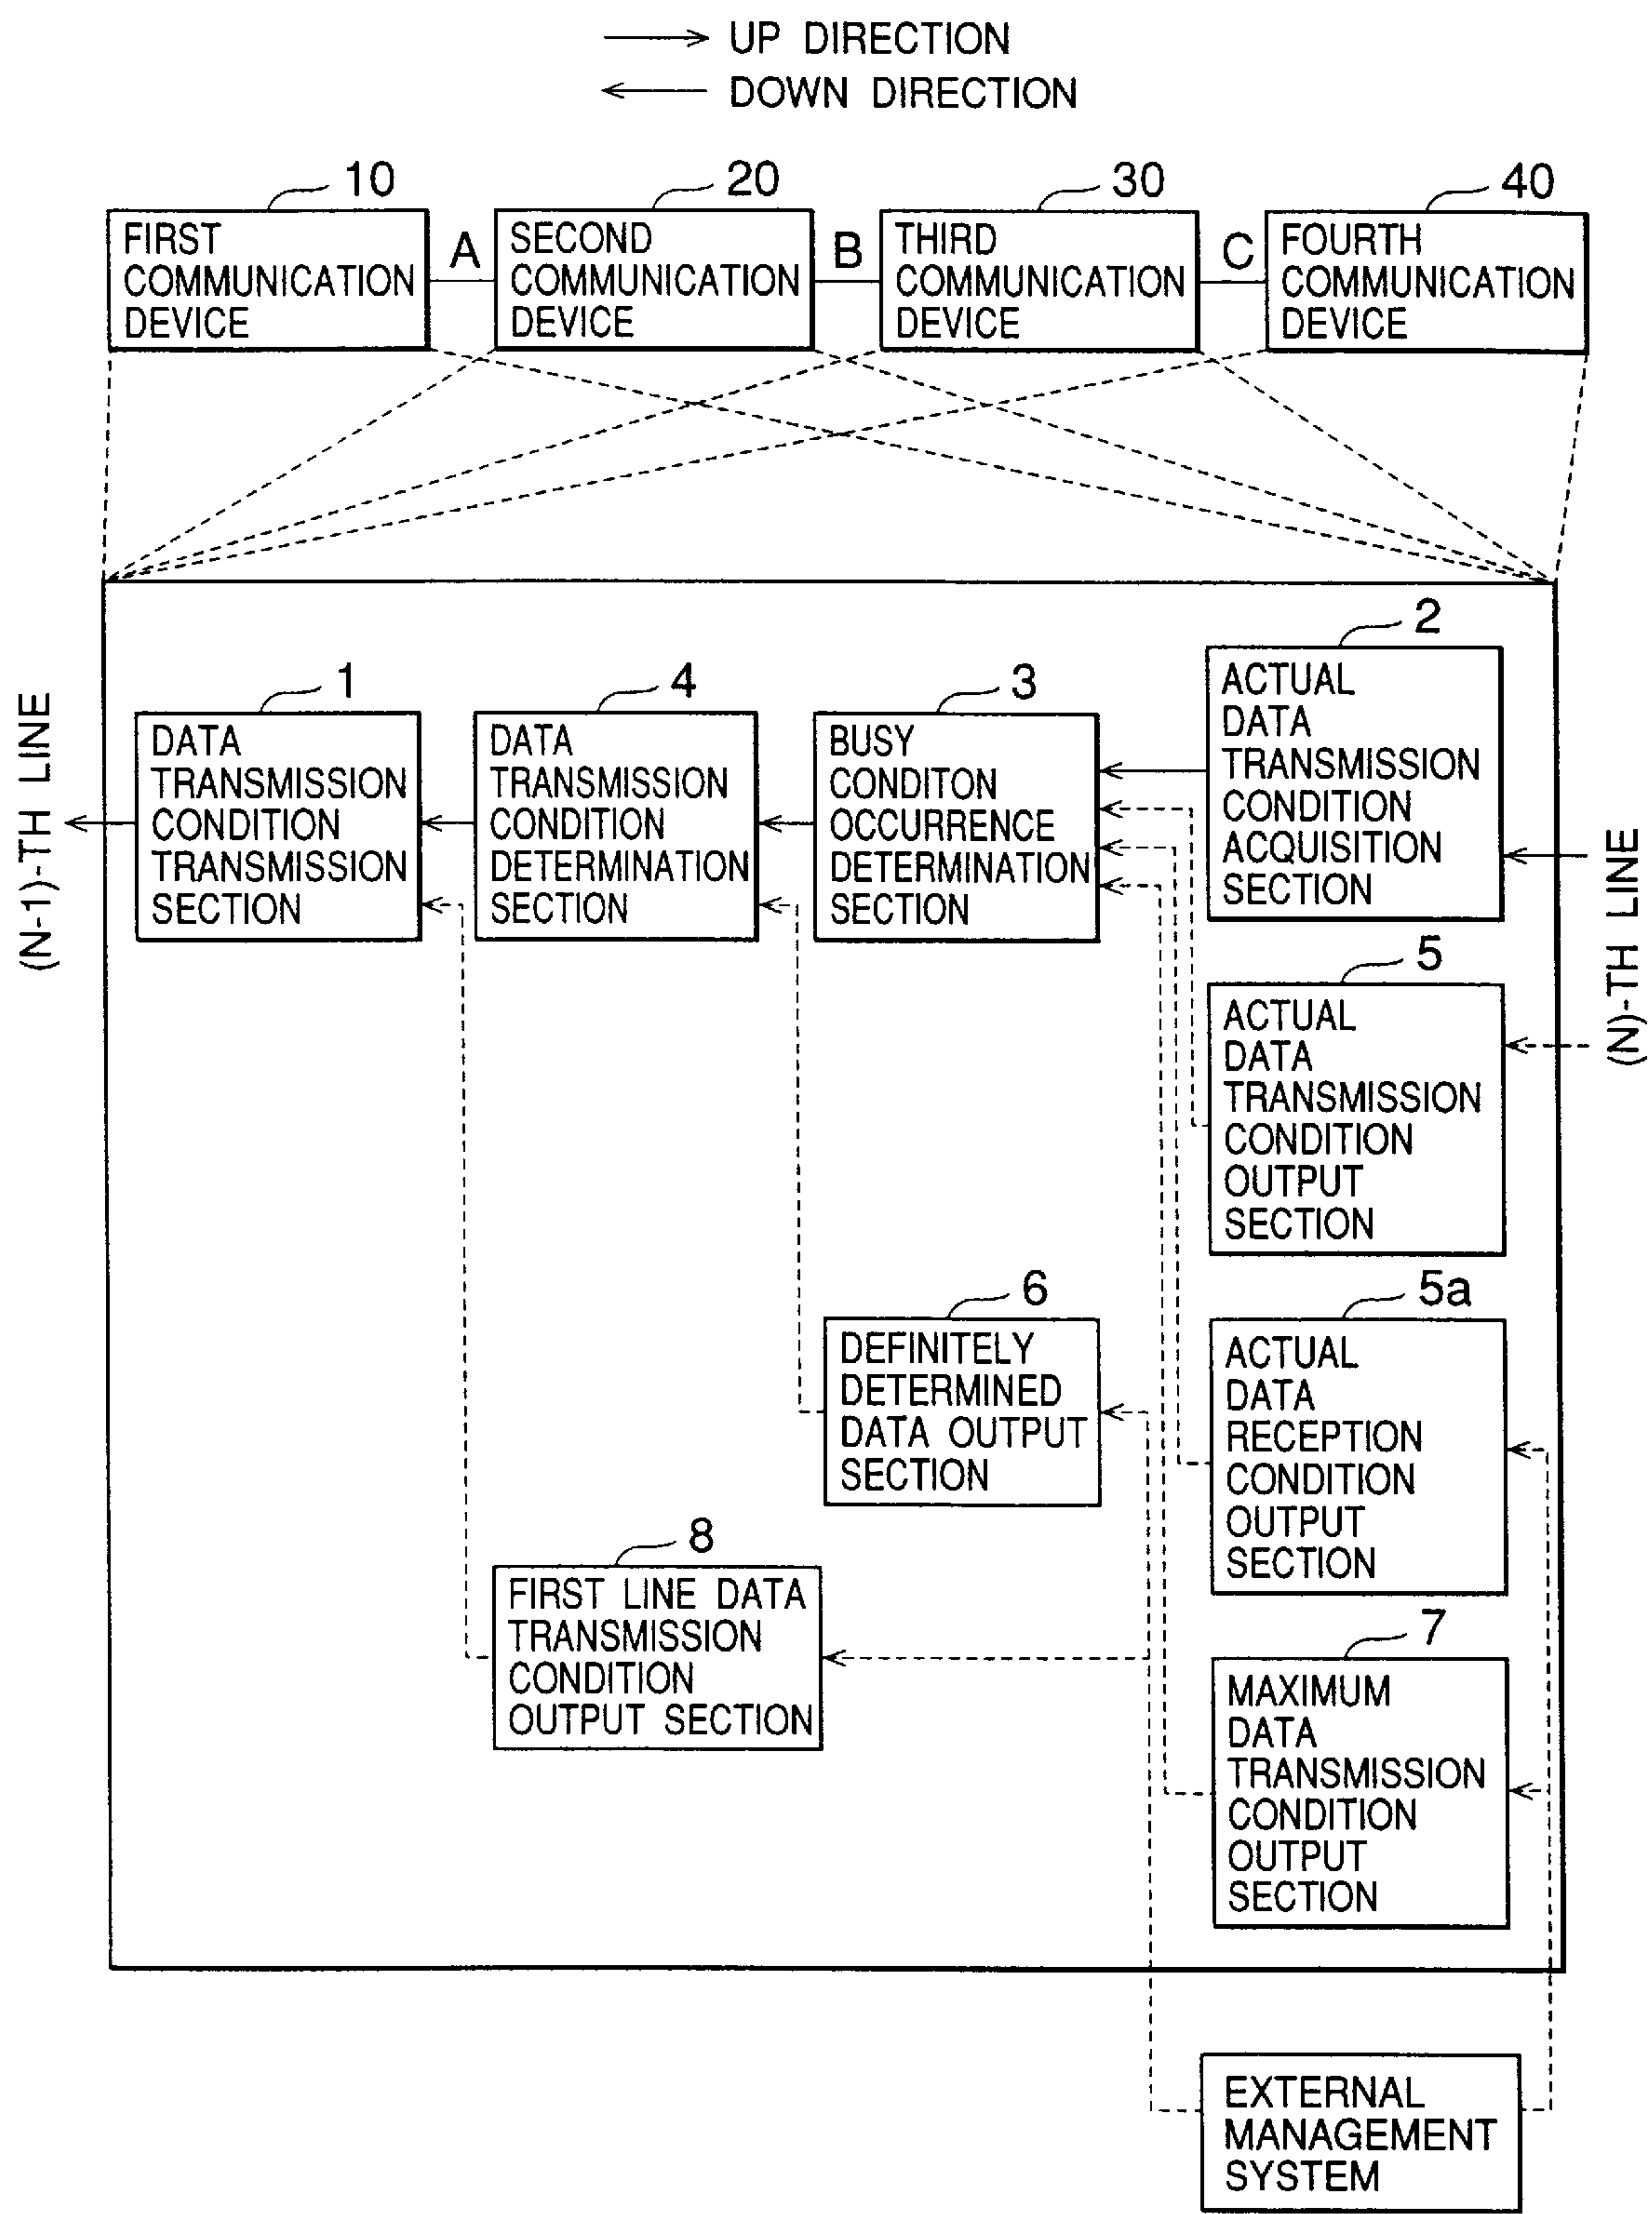 UP DIRECTION
DOWN DIRECTION
10
20
30
40
FIRST
COMMUNICATION
DEVICE
A
SECOND
COMMUNICATION
DEVICE
B
THIRD
COMMUNICATION
DEVICE
C
FOURTH
COMMUNICATION
DEVICE
(N-1)-TH LINE
1
DATA
TRANSMISSION
CONDITION
TRANSMISSION
SECTION
4
DATA
TRANSMISSION
CONDITION
DETERMINATION
SECTION
3
BUSY
CONDITON
OCCURRENCE
DETERMINATION
SECTION
2
ACTUAL
DATA
TRANSMISSION
CONDITION
ACQUISITION
SECTION
(N)-TH LINE
5
ACTUAL
DATA
TRANSMISSION
CONDITION
OUTPUT
SECTION
6
DEFINITELY
DETERMINED
DATA OUTPUT
SECTION
5a
ACTUAL
DATA
RECEPTION
CONDITION
OUTPUT
SECTION
8
FIRST LINE DATA
TRANSMISSION
CONDITION
OUTPUT SECTION
7
MAXIMUM
DATA
TRANSMISSION
CONDITION
OUTPUT
SECTION
EXTERNAL
MANAGEMENT
SYSTEM